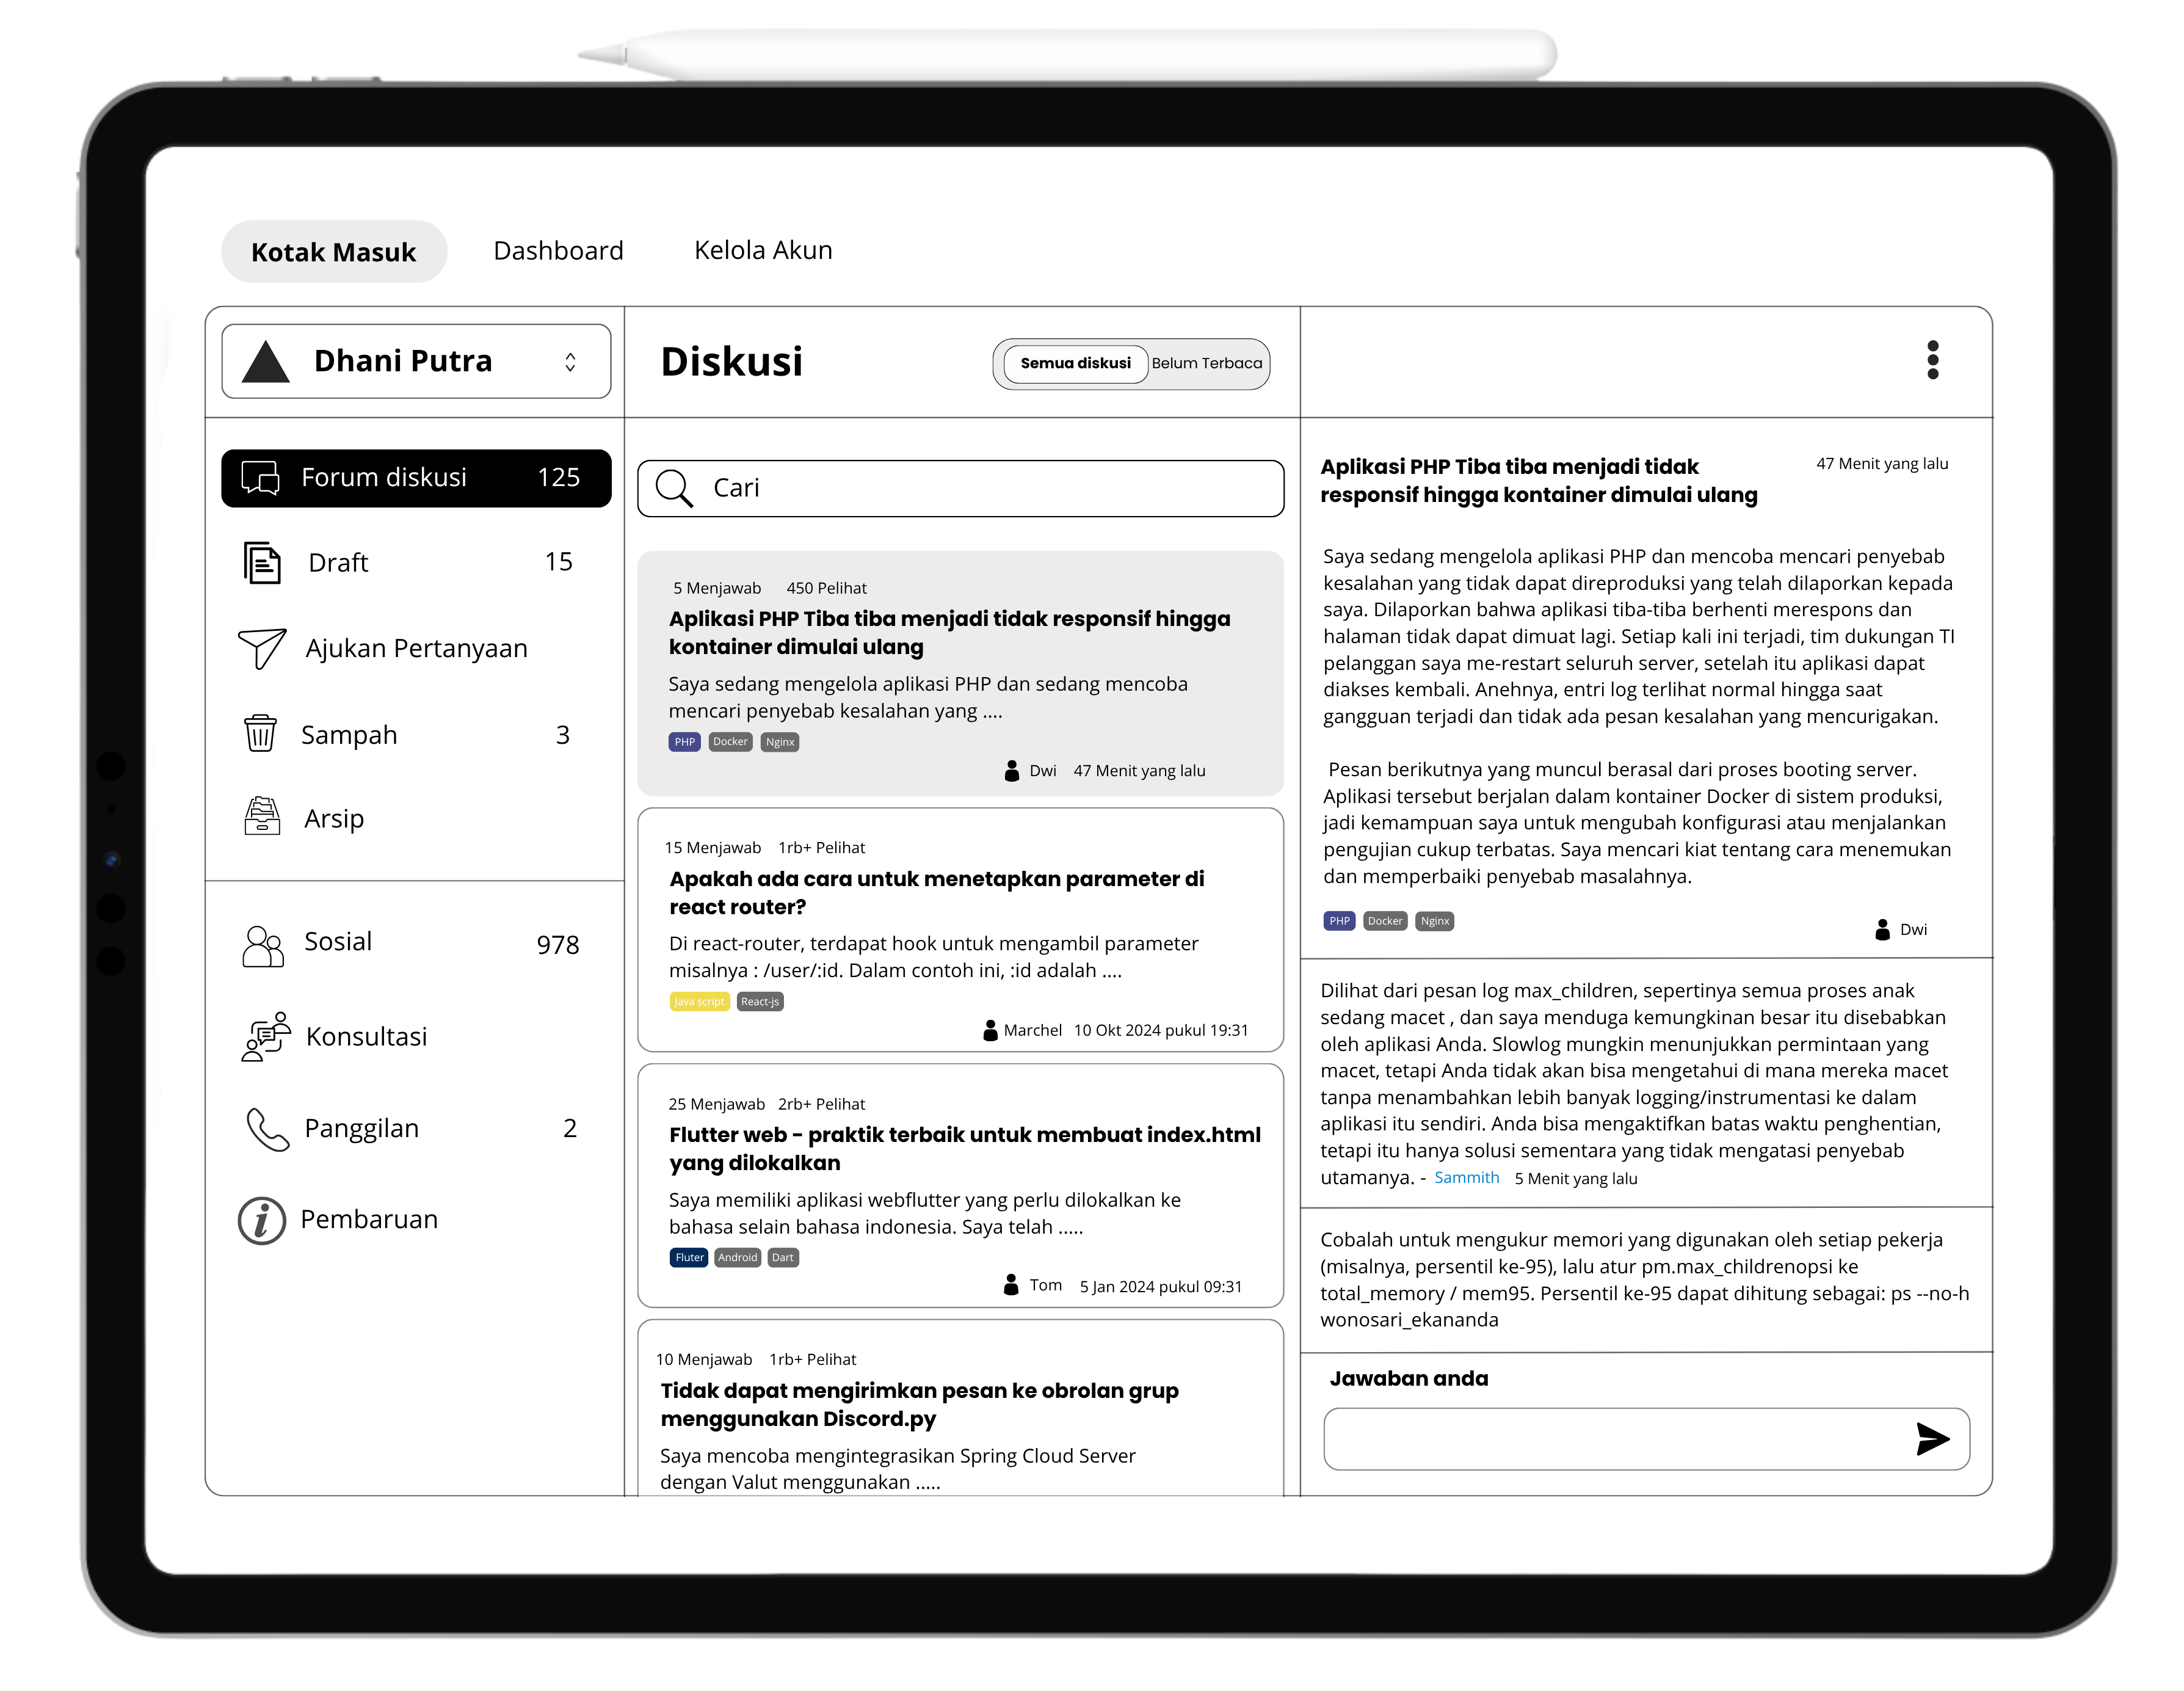 Kotak Masuk
Dashboard
Kelola Akun
Dhani Putra
Forum diskusi 125
Draft 15
Ajukan Pertanyaan
Sampah 3
Arsip
Sosial 978
Konsultasi
Panggilan 2
Pembaruan
Diskusi
Semua diskusi Belum Terbaca
Cari
5 Menjawab 450 Pelihat
Aplikasi PHP Tiba tiba menjadi tidak responsif hingga
kontainer dimulai ulang
Saya sedang mengelola aplikasi PHP dan sedang mencoba
mencari penyebab kesalahan yang ....
PHP Docker Nginx
Dwi 47 Menit yang lalu
15 Menjawab 1rb+ Pelihat
Apakah ada cara untuk menetapkan parameter di
react router?
Di react-router, terdapat hook untuk mengambil parameter
misalnya : /user/:id. Dalam contoh ini, :id adalah ....
Java script React-js
Marchel 10 Okt 2024 pukul 19:31
25 Menjawab 2rb+ Pelihat
Flutter web - praktik terbaik untuk membuat index.html
yang dilokalkan
Saya memiliki aplikasi webflutter yang perlu dilokalkan ke
bahasa selain bahasa indonesia. Saya telah .....
Fluter Android Dart
Tom 5 Jan 2024 pukul 09:31
10 Menjawab 1rb+ Pelihat
Tidak dapat mengirimkan pesan ke obrolan grup
menggunakan Discord.py
Saya mencoba mengintegrasikan Spring Cloud Server
dengan Valut menggunakan .....
Aplikasi PHP Tiba tiba menjadi tidak
responsif hingga kontainer dimulai ulang
47 Menit yang lalu
Saya sedang mengelola aplikasi PHP dan mencoba mencari penyebab
kesalahan yang tidak dapat direproduksi yang telah dilaporkan kepada
saya. Dilaporkan bahwa aplikasi tiba-tiba berhenti merespons dan
halaman tidak dapat dimuat lagi. Setiap kali ini terjadi, tim dukungan TI
pelanggan saya me-restart seluruh server, setelah itu aplikasi dapat
diakses kembali. Anehnya, entri log terlihat normal hingga saat
gangguan terjadi dan tidak ada pesan kesalahan yang mencurigakan.
Pesan berikutnya yang muncul berasal dari proses booting server.
Aplikasi tersebut berjalan dalam kontainer Docker di sistem produksi,
jadi kemampuan saya untuk mengubah konfigurasi atau menjalankan
pengujian cukup terbatas. Saya mencari kiat tentang cara menemukan
dan memperbaiki penyebab masalahnya.
PHP Docker Nginx
Dwi
Dilihat dari pesan log max_children, sepertinya semua proses anak
sedang macet , dan saya menduga kemungkinan besar itu disebabkan
oleh aplikasi Anda. Slowlog mungkin menunjukkan permintaan yang
macet, tetapi Anda tidak akan bisa mengetahui di mana mereka macet
tanpa menambahkan lebih banyak logging/instrumentasi ke dalam
aplikasi itu sendiri. Anda bisa mengaktifkan batas waktu penghentian,
tetapi itu hanya solusi sementara yang tidak mengatasi penyebab
utamanya. - Sammith 5 Menit yang lalu
Cobalah untuk mengukur memori yang digunakan oleh setiap pekerja
(misalnya, persentil ke-95), lalu atur pm.max_childrenopsi ke
total_memory / mem95. Persentil ke-95 dapat dihitung sebagai: ps --no-h
wonosari_ekananda
Jawaban anda